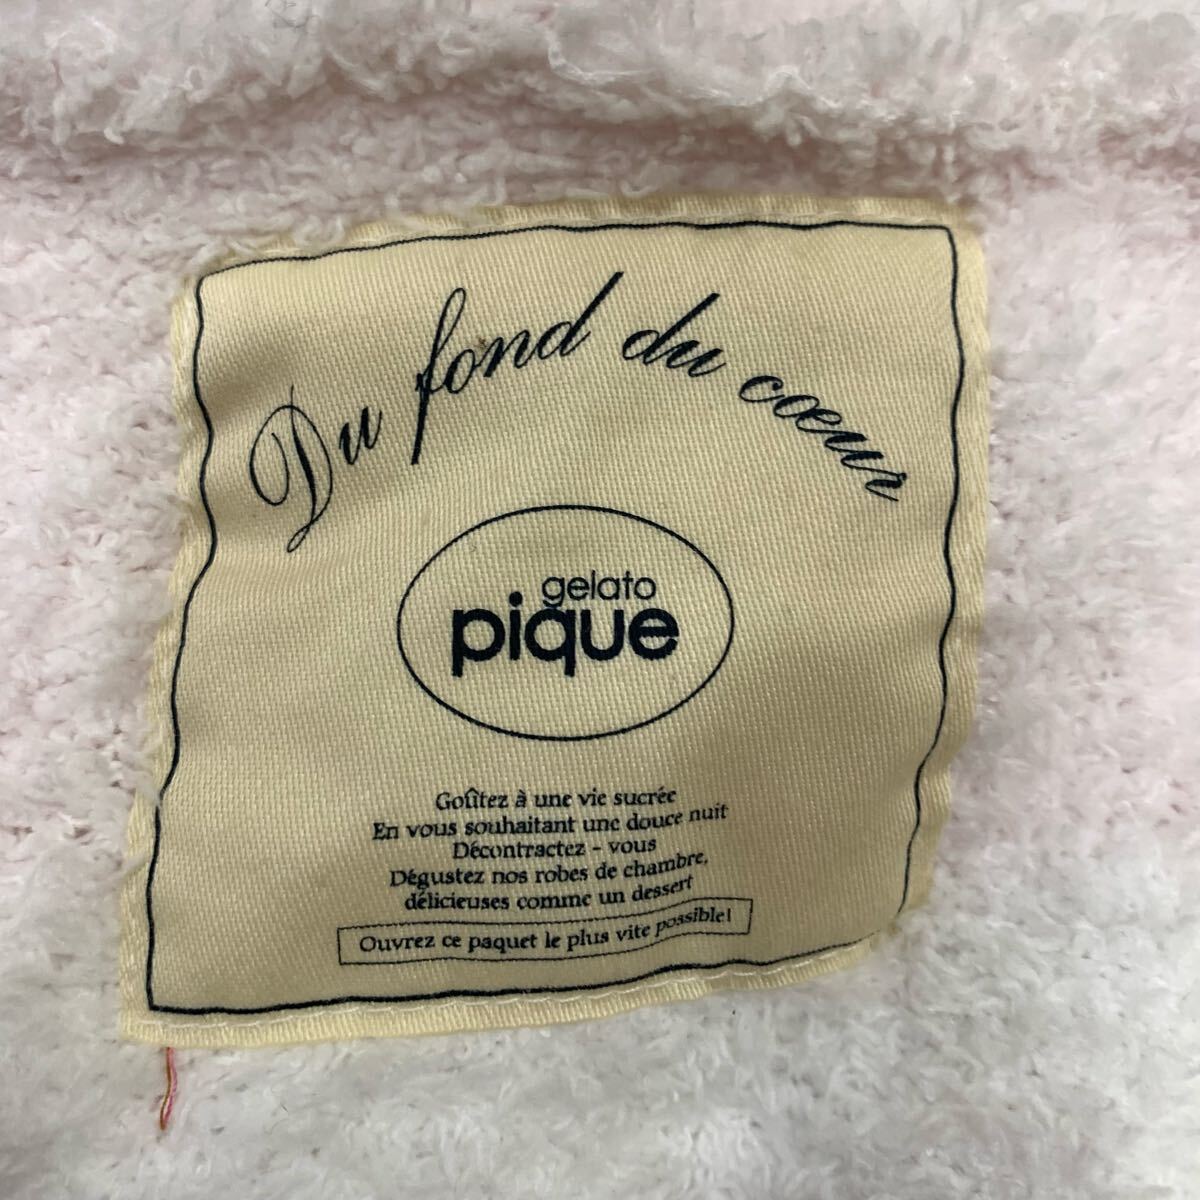 Du fond du cœur
gelato
pique
Goûtez à une vie sucrée
En vous souhaitant une douce nuit
Décontractez - vous
Dégustez nos robes de chambre,
délicieuses comme un dessert
Ouvrez ce paquet le plus vite possible!